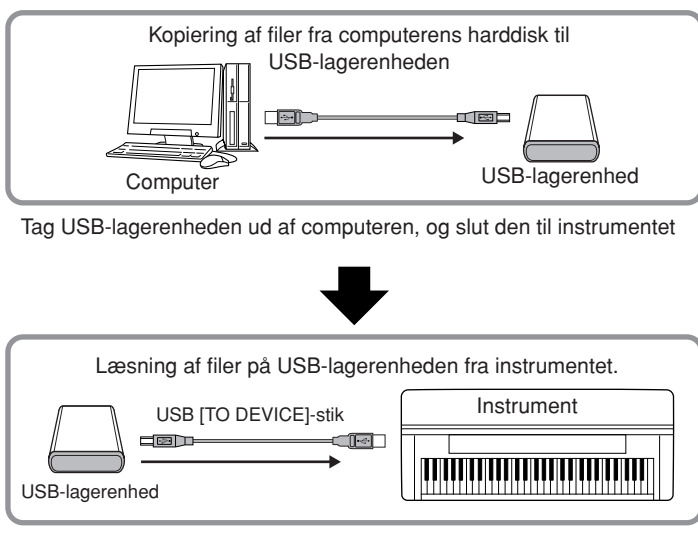 Kopiering af filer fra computerens harddisk til
USB-lagerenheden
Computer
USB-lagerenhed
Tag USB-lagerenheden ud af computeren, og slut den til instrumentet
Læsning af filer på USB-lagerenheden fra instrumentet.
USB [TO DEVICE]-stik
Instrument
USB-lagerenhed